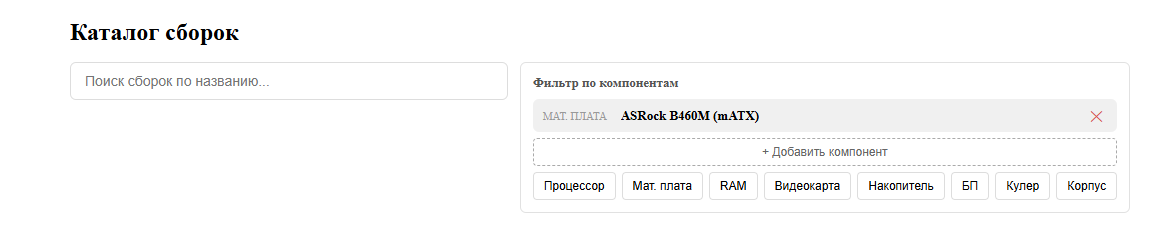 Каталог сборок
Поиск сборок по названию...
Фильтр по компонентам
МАТ. ПЛАТА ASRock B460M (mATX)
+ Добавить компонент
Процессор Мат. плата RAM Видеокарта Накопитель БП Кулер Корпус